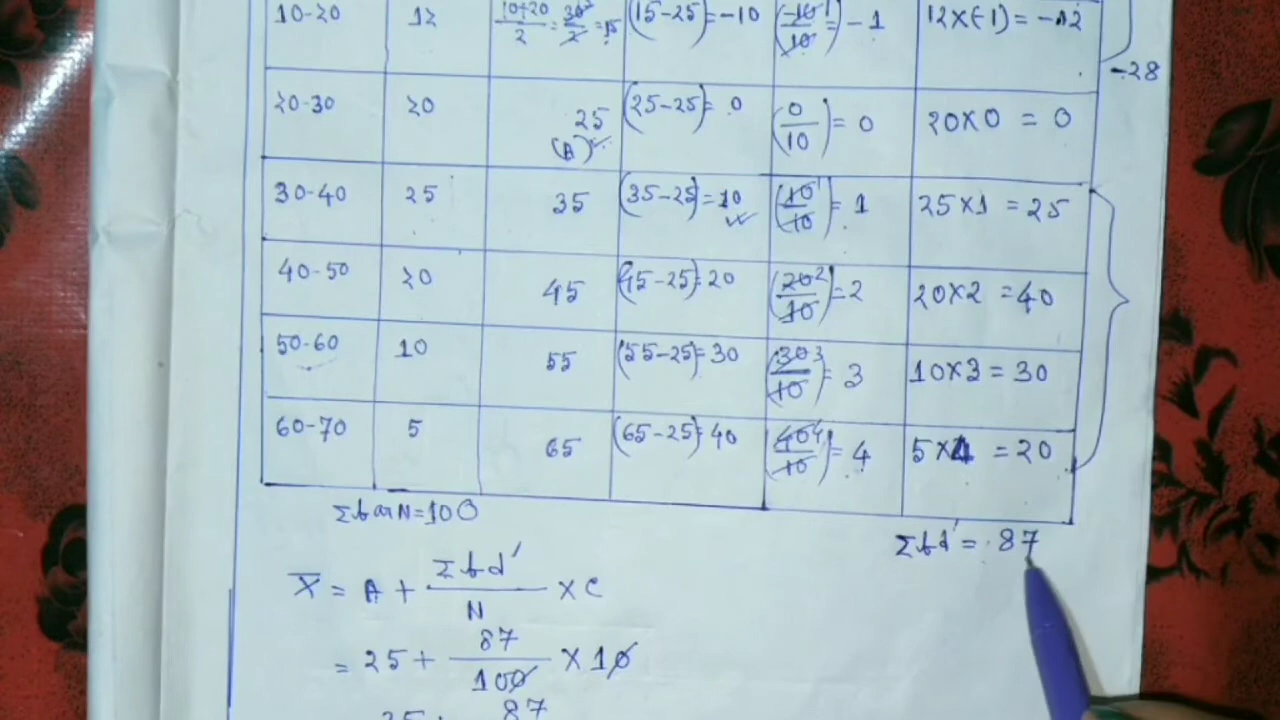 10-20 12 10+20/2 = 30/2 = 15 (15-25) = -10 (-10/10) = -1 12×(-1) = -12
-28
20-30 20 25 (25-25) = 0 (0/10) = 0 20×0 = 0
(A)
30-40 25 35 (35-25) = 10 (10/10) = 1 25×1 = 25
40-50 20 45 (45-25) = 20 (20/10) = 2 20×2 = 40
50-60 10 55 (55-25) = 30 (30/10) = 3 10×3 = 30
60-70 5 65 (65-25) = 40 (40/10) = 4 5×4 = 20
Σf or N = 100
Σfd' = 87
X̄ = A + Σfd'/N × C
= 25 + 87/100 × 10
87